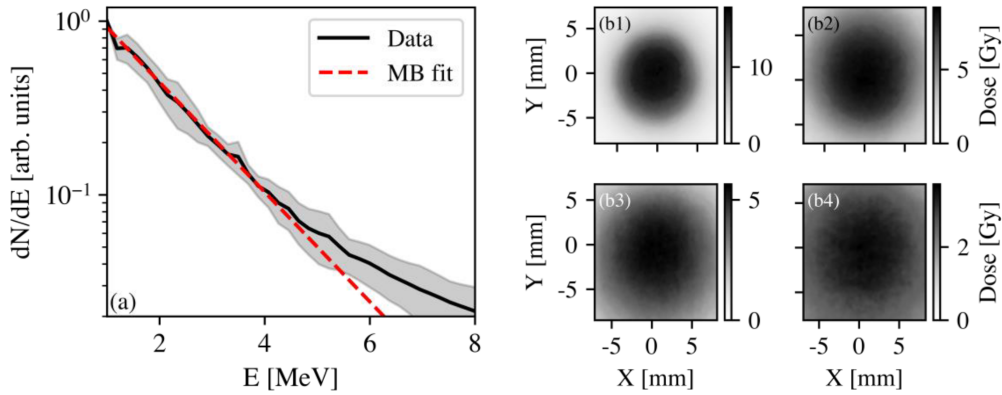 10⁰
10⁻¹
dN/dE [arb. units]
Data
MB fit
(a)
2 4 6 8
E [MeV]
(b1)
5
0
-5
Y [mm]
10
0
(b2)
5
0
Dose [Gy]
(b3)
5
0
-5
Y [mm]
5
0
-5 0 5
X [mm]
(b4)
2
0
Dose [Gy]
-5 0 5
X [mm]